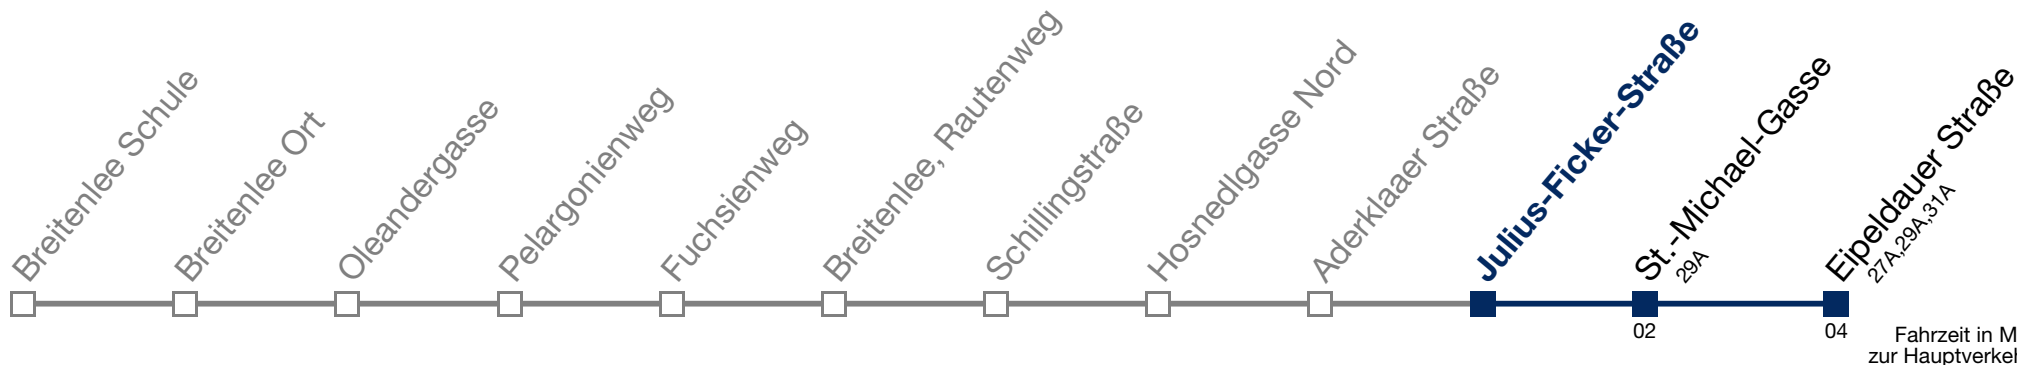 Breitenlee Schule
Breitenlee Ort
Oleandergasse
Pelargonienweg
Fuchsienweg
Breitenlee, Rautenweg
Schillingstraße
Hosnedlgasse Nord
Aderklaaer Straße
Julius-Ficker-Straße
St.-Michael-Gasse
29A
Eipeldauer Straße
27A,29A,31A
02
04
Fahrzeit in M
zur Hauptverkeh